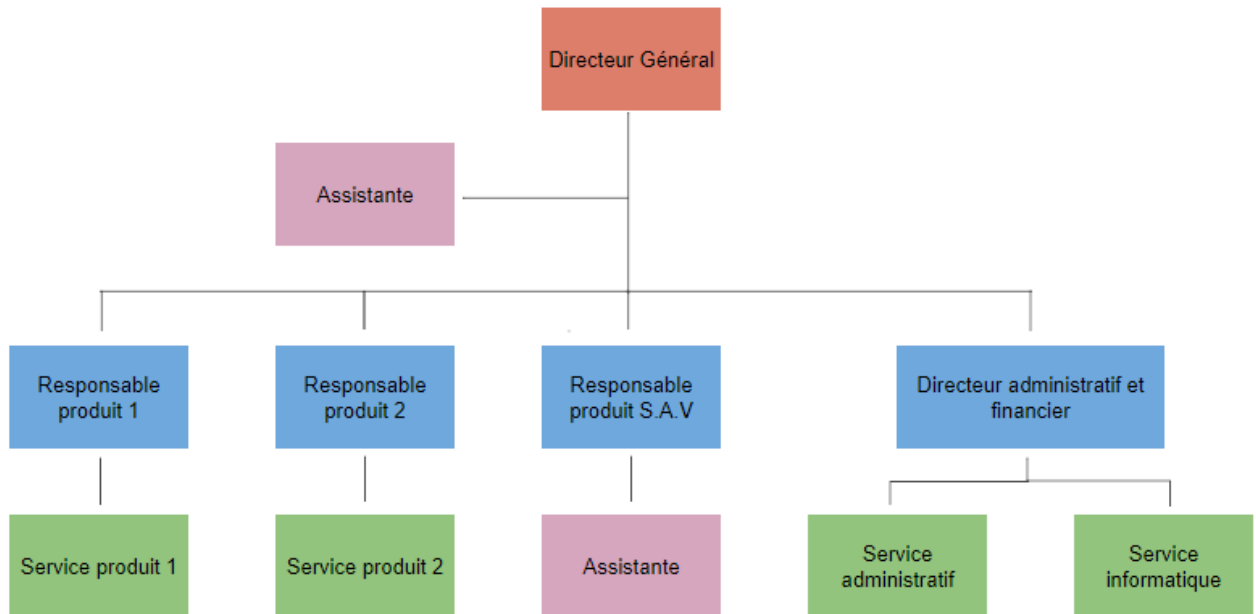 Directeur Général
Assistante
Responsable
produit 1
Responsable
produit 2
Responsable
produit S.A.V
Directeur administratif et
financier
Service produit 1
Service produit 2
Assistante
Service
administratif
Service
informatique